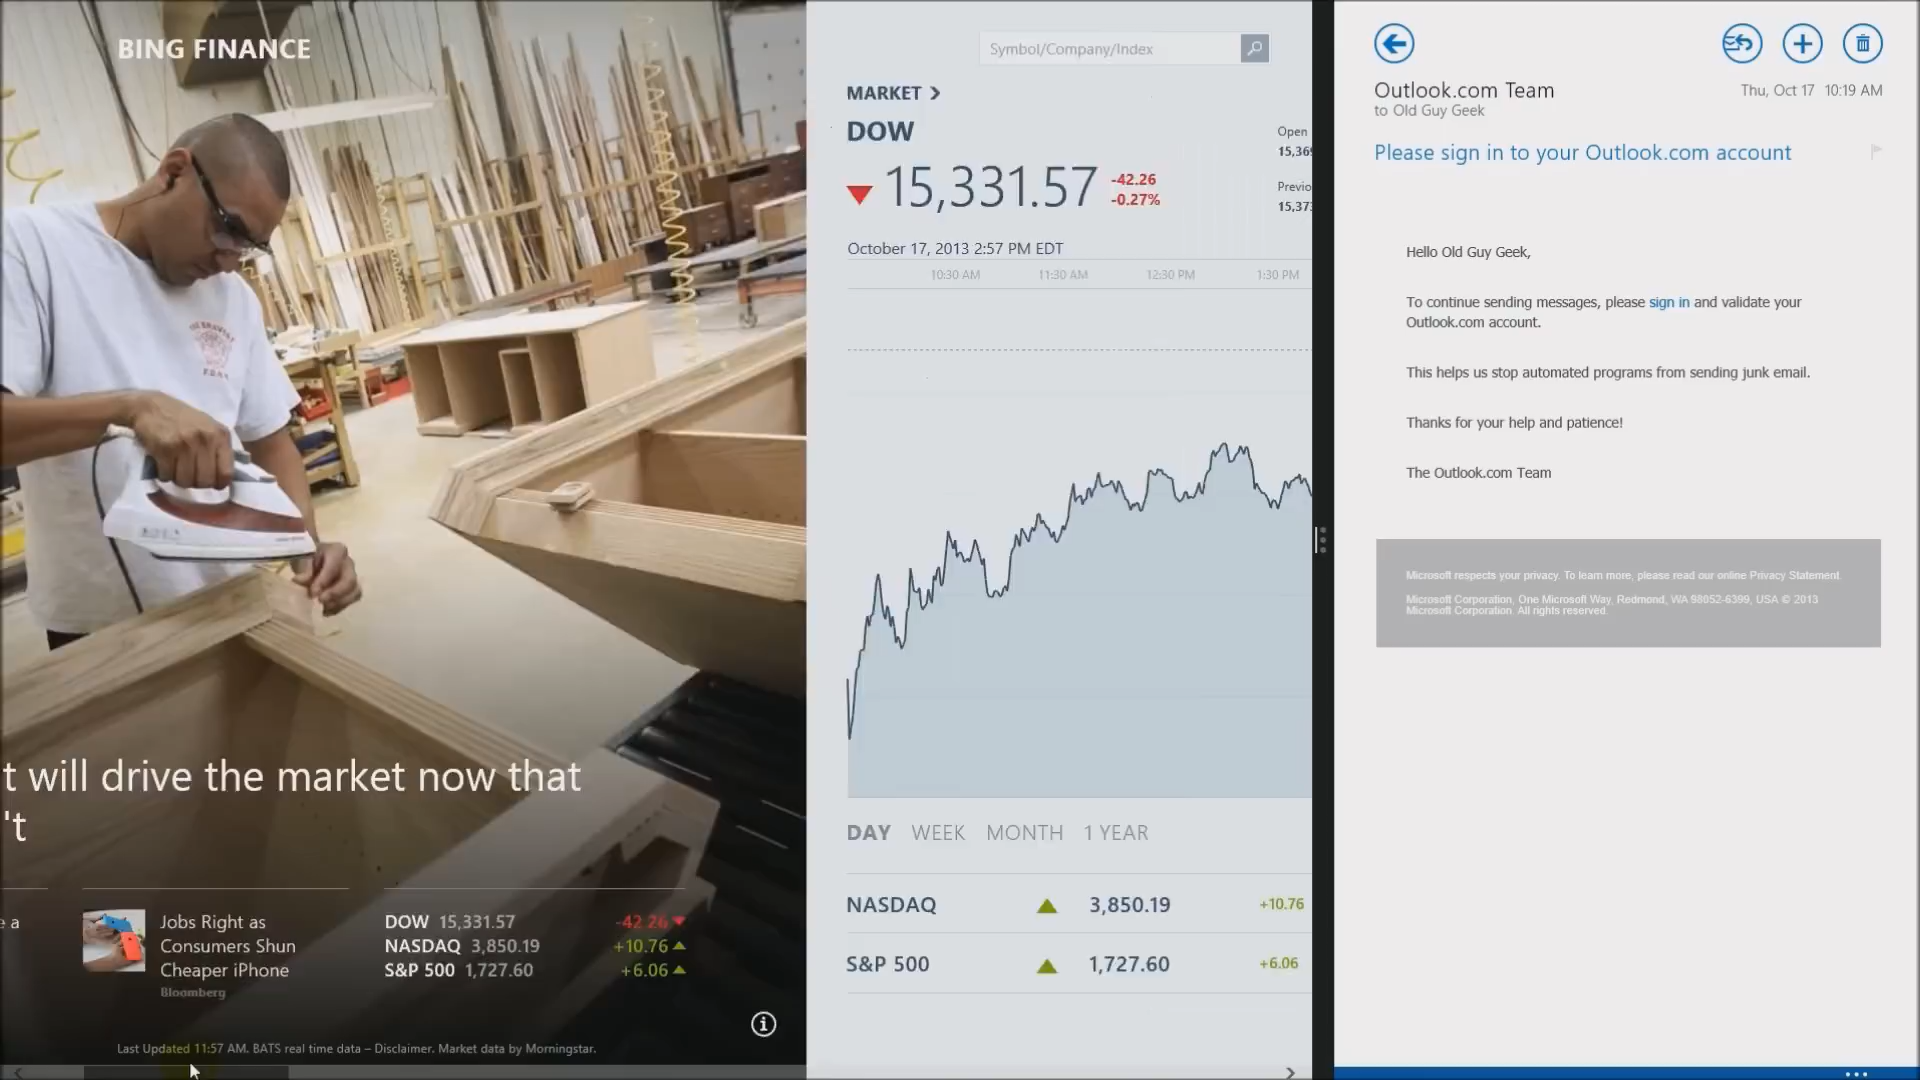 BING FINANCE
t will drive the market now that
't
e a
Jobs Right as
Consumers Shun
Cheaper iPhone
Bloomberg
DOW 15,331.57 -42.26
NASDAQ 3,850.19 +10.76
S&P 500 1,727.60 +6.06
Last Updated 11:57 AM. BATS real time data – Disclaimer. Market data by Morningstar.
Symbol/Company/Index
MARKET
DOW
15,331.57
-42.26
-0.27%
October 17, 2013 2:57 PM EDT
Open
15,36
Previo
15,37
10:30 AM 11:30 AM 12:30 PM 1:30 PM
DAY WEEK MONTH 1 YEAR
NASDAQ 3,850.19 +10.76
S&P 500 1,727.60 +6.06
Outlook.com Team
to Old Guy Geek
Thu, Oct 17 10:19 AM
Please sign in to your Outlook.com account
Hello Old Guy Geek,
To continue sending messages, please sign in and validate your
Outlook.com account.
This helps us stop automated programs from sending junk email.
Thanks for your help and patience!
The Outlook.com Team
Microsoft respects your privacy. To learn more, please read our online Privacy Statement.
Microsoft Corporation, One Microsoft Way, Redmond, WA 98052-6399, USA © 2013
Microsoft Corporation. All rights reserved.